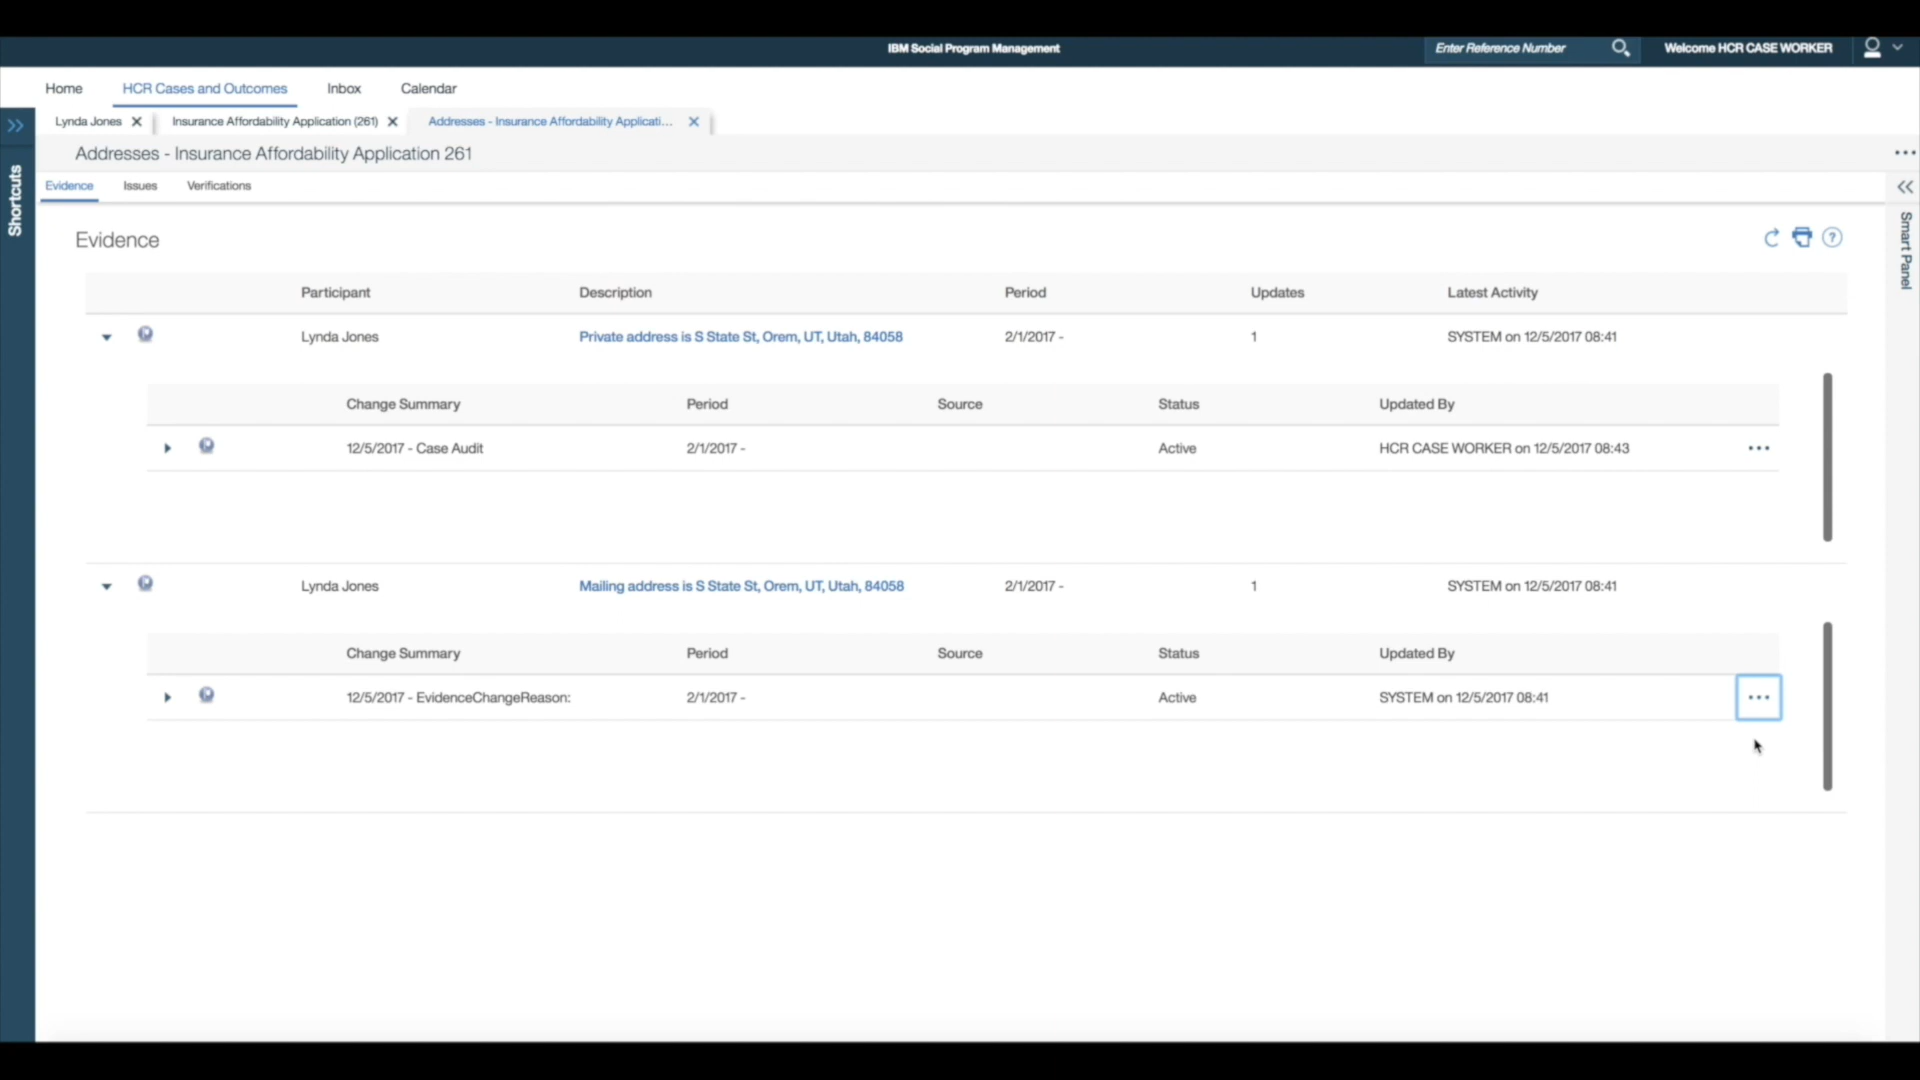 IBM Social Program Management
Enter Reference Number
Welcome HCR CASE WORKER
Home HCR Cases and Outcomes Inbox Calendar
Lynda Jones Insurance Affordability Application (261) Addresses - Insurance Affordability Applicati...
Addresses - Insurance Affordability Application 261
Shortcuts
Evidence Issues Verifications
Smart Panel
Evidence
Participant Description Period Updates Latest Activity
Lynda Jones Private address is S State St, Orem, UT, Utah, 84058 2/1/2017 - 1 SYSTEM on 12/5/2017 08:41
Change Summary Period Source Status Updated By
12/5/2017 - Case Audit 2/1/2017 - Active HCR CASE WORKER on 12/5/2017 08:43
Lynda Jones Mailing address is S State St, Orem, UT, Utah, 84058 2/1/2017 - 1 SYSTEM on 12/5/2017 08:41
Change Summary Period Source Status Updated By
12/5/2017 - EvidenceChangeReason: 2/1/2017 - Active SYSTEM on 12/5/2017 08:41